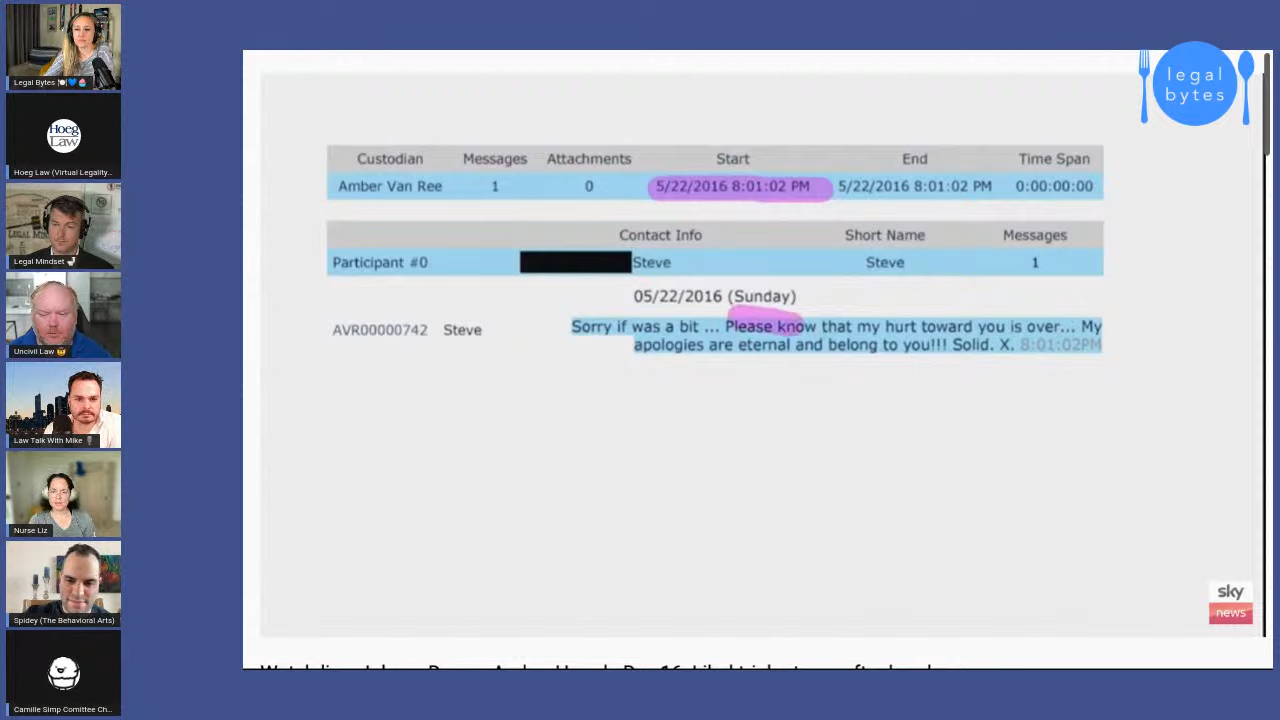 Legal Bytes
Hoeg
Law
Hoeg Law (Virtual Legality...
Legal Mindset
Uncivil Law
Law Talk With Mike
Nurse Liz
Spidey (The Behavioral Arts)
Camille Simp Comittee Ch...
legal
bytes
Custodian Messages Attachments Start End Time Span
Amber Van Ree 1 0 5/22/2016 8:01:02 PM 5/22/2016 8:01:02 PM 0:00:00:00
Contact Info Short Name Messages
Participant #0 Steve Steve 1
05/22/2016 (Sunday)
AVR00000742 Steve Sorry if was a bit ... Please know that my hurt toward you is over... My
apologies are eternal and belong to you!!! Solid. X. 8:01:02PM
sky
news